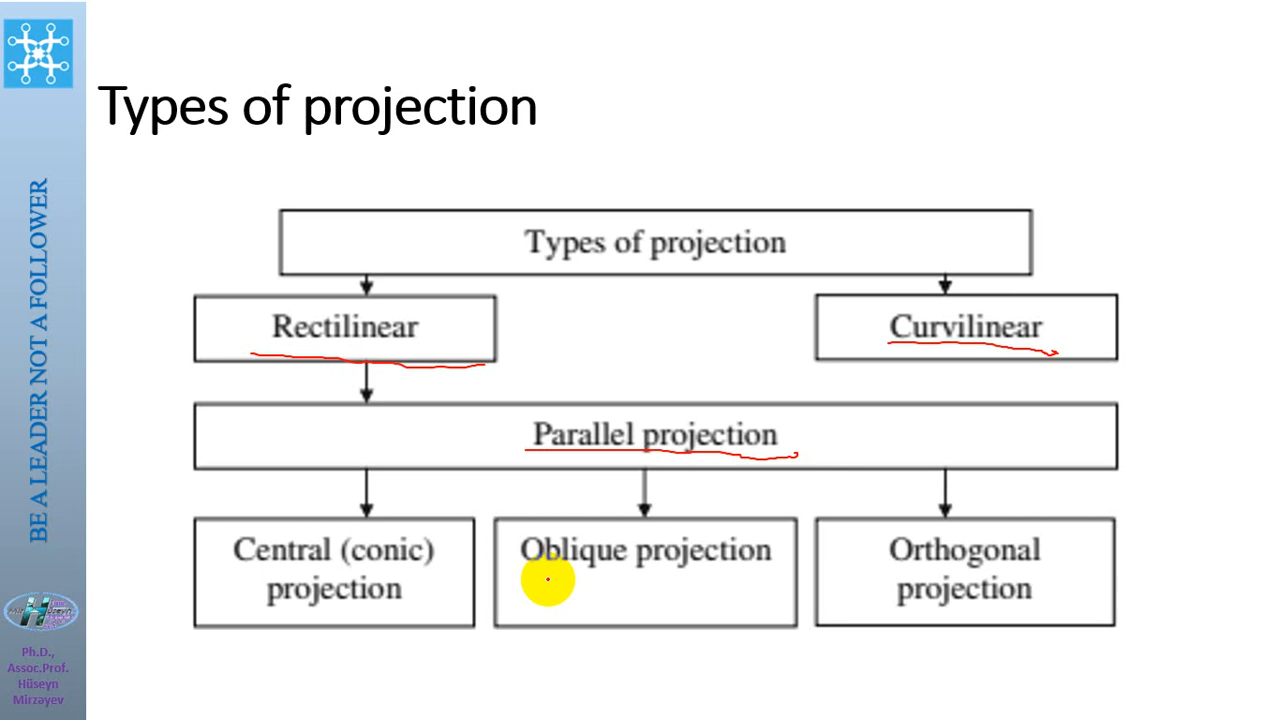 Types of projection
Types of projection
Rectilinear
Curvilinear
Parallel projection
Central (conic)
projection
Oblique projection
Orthogonal
projection
BE A LEADER NOT A FOLLOWER
Ph.D.,
Assoc.Prof.
Hüseyn
Mirzəyev